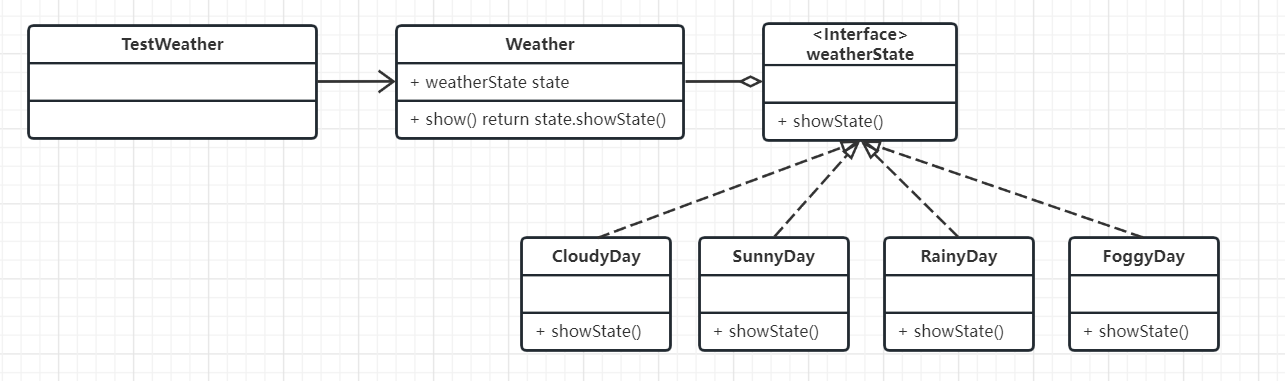 TestWeather
Weather
+ weatherState state
+ show() return state.showState()
<Interface>
weatherState
+ showState()
CloudyDay
+ showState()
SunnyDay
+ showState()
RainyDay
+ showState()
FoggyDay
+ showState()